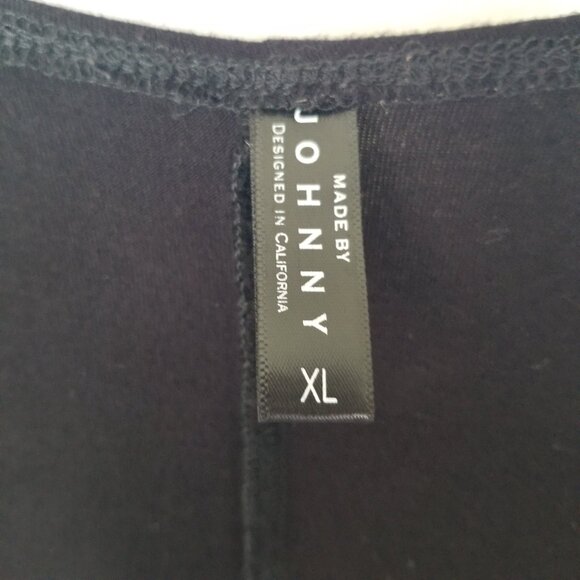 MADE BY
JOHNNY
DESIGNED IN CALIFORNIA
XL